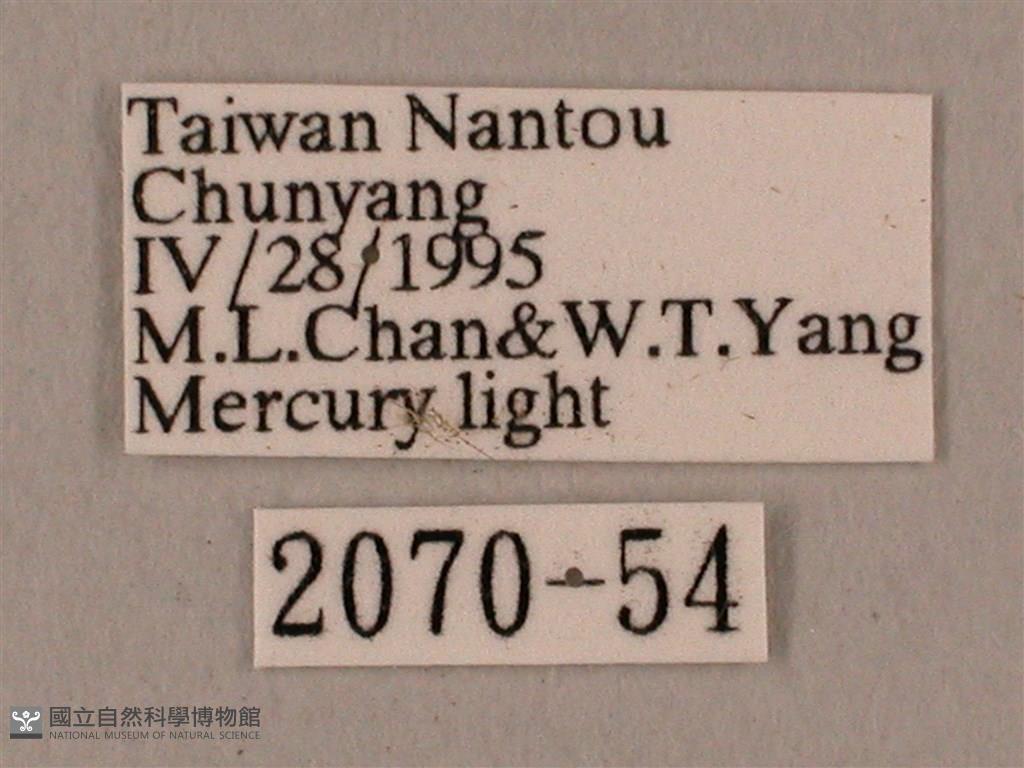 Taiwan Nantou
Chunyang
IV/28/1995
M.L.Chan&W.T.Yang
Mercury light
2070-54
國立自然科學博物館
NATIONAL MUSEUM OF NATURAL SCIENCE